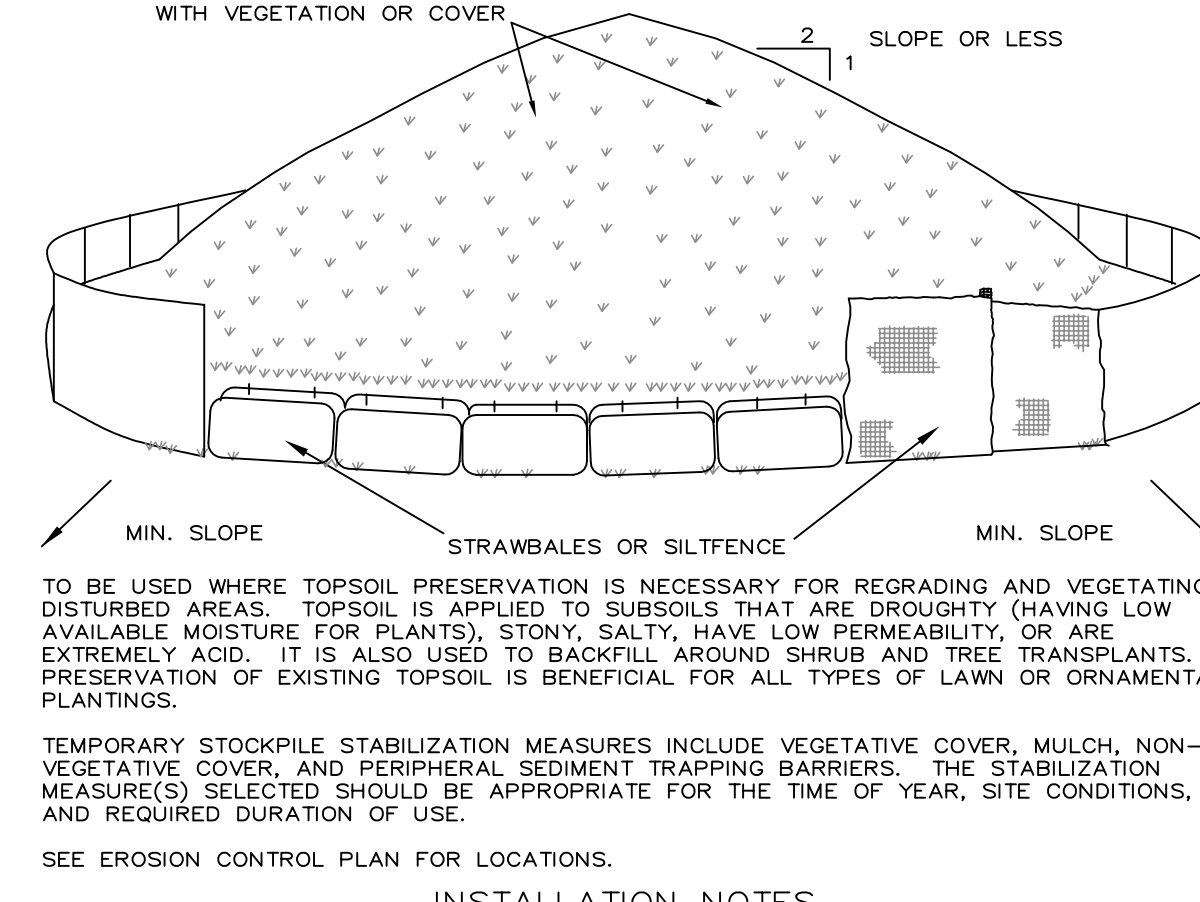 WITH VEGETATION OR COVER
2
1
SLOPE OR LESS
MIN. SLOPE
STRAWBALES OR SILTFENCE
MIN. SLOPE
TO BE USED WHERE TOPSOIL PRESERVATION IS NECESSARY FOR REGRADING AND VEGETATING
DISTURBED AREAS. TOPSOIL IS APPLIED TO SUBSOILS THAT ARE DROUGHTY (HAVING LOW
AVAILABLE MOISTURE FOR PLANTS), STONY, SALTY, HAVE LOW PERMEABILITY, OR ARE
EXTREMELY ACID. IT IS ALSO USED TO BACKFILL AROUND SHRUB AND TREE TRANSPLANTS.
PRESERVATION OF EXISTING TOPSOIL IS BENEFICIAL FOR ALL TYPES OF LAWN OR ORNAMENTA
PLANTINGS.
TEMPORARY STOCKPILE STABILIZATION MEASURES INCLUDE VEGETATIVE COVER, MULCH, NON-
VEGETATIVE COVER, AND PERIPHERAL SEDIMENT TRAPPING BARRIERS. THE STABILIZATION
MEASURE(S) SELECTED SHOULD BE APPROPRIATE FOR THE TIME OF YEAR, SITE CONDITIONS,
AND REQUIRED DURATION OF USE.
SEE EROSION CONTROL PLAN FOR LOCATIONS.
INSTALLATION NOTES